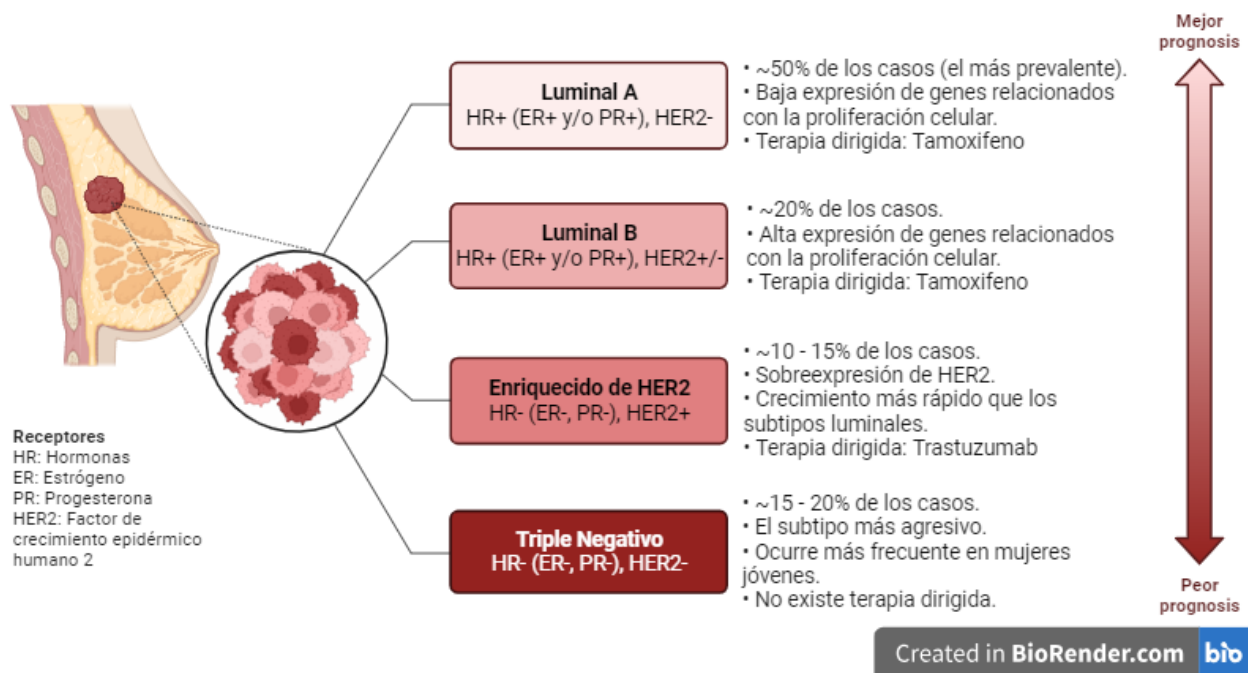 Mejor
prognosis
Luminal A
HR+ (ER+ y/o PR+), HER2-
• ~50% de los casos (el más prevalente).
• Baja expresión de genes relacionados
con la proliferación celular.
• Terapia dirigida: Tamoxifeno
Luminal B
HR+ (ER+ y/o PR+), HER2+/-
• ~20% de los casos.
• Alta expresión de genes relacionados
con la proliferación celular.
• Terapia dirigida: Tamoxifeno
Enriquecido de HER2
HR- (ER-, PR-), HER2+
• ~10 - 15% de los casos.
• Sobreexpresión de HER2.
• Crecimiento más rápido que los
subtipos luminales.
• Terapia dirigida: Trastuzumab
Receptores
HR: Hormonas
ER: Estrógeno
PR: Progesterona
HER2: Factor de
crecimiento epidérmico
humano 2
Triple Negativo
HR- (ER-, PR-), HER2-
• ~15 - 20% de los casos.
• El subtipo más agresivo.
• Ocurre más frecuente en mujeres
jóvenes.
• No existe terapia dirigida.
Peor
prognosis
Created in BioRender.com bio